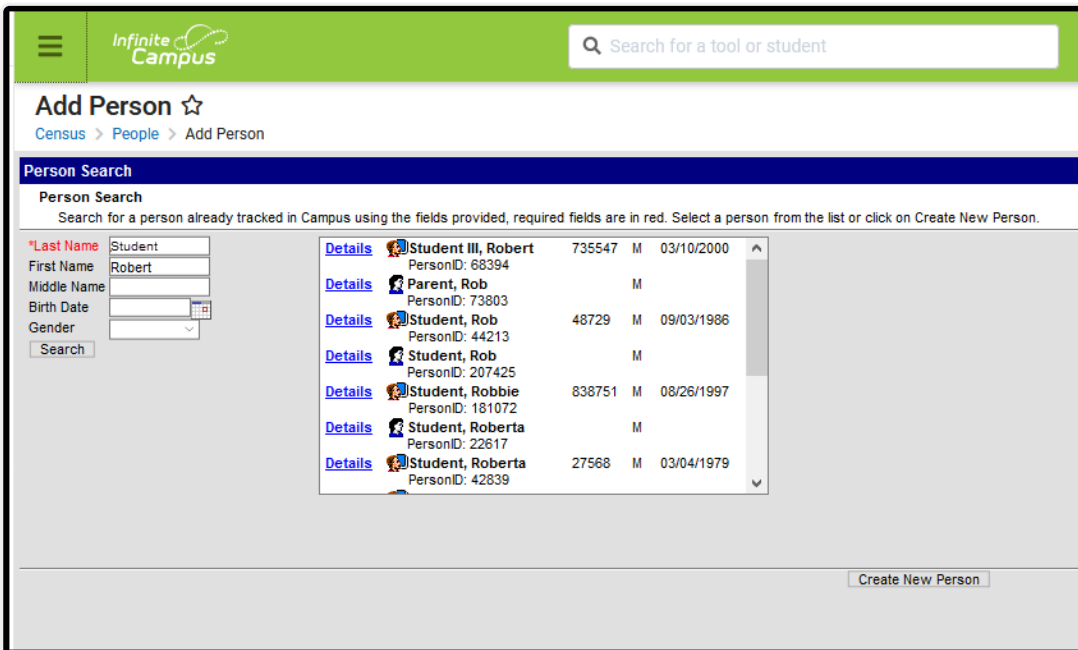 Infinite
Campus
Search for a tool or student
Add Person
Census > People > Add Person
Person Search
Person Search
Search for a person already tracked in Campus using the fields provided, required fields are in red. Select a person from the list or click on Create New Person.
*Last Name Student
First Name Robert
Middle Name
Birth Date
Gender
Search
Details Student III, Robert 735547 M 03/10/2000
PersonID: 68394
Details Parent, Rob M
PersonID: 73803
Details Student, Rob 48729 M 09/03/1986
PersonID: 44213
Details Student, Rob M
PersonID: 207425
Details Student, Robbie 838751 M 08/26/1997
PersonID: 181072
Details Student, Roberta M
PersonID: 22617
Details Student, Roberta 27568 M 03/04/1979
PersonID: 42839
Create New Person